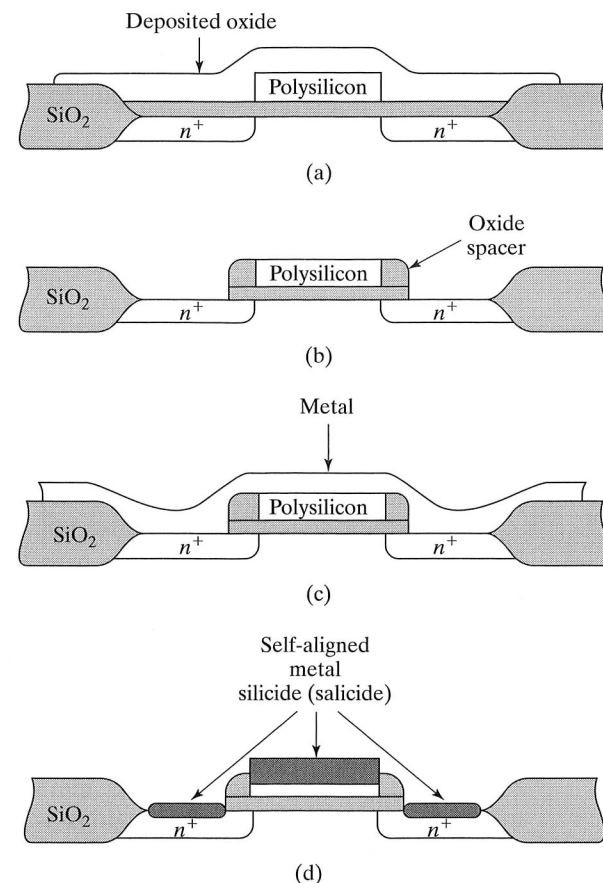 Deposited oxide
Polysilicon
SiO₂
n⁺
n⁺
(a)
Oxide
spacer
Polysilicon
SiO₂
n⁺
n⁺
(b)
Metal
Polysilicon
SiO₂
n⁺
n⁺
(c)
Self-aligned
metal
silicide (salicide)
SiO₂
n⁺
n⁺
(d)